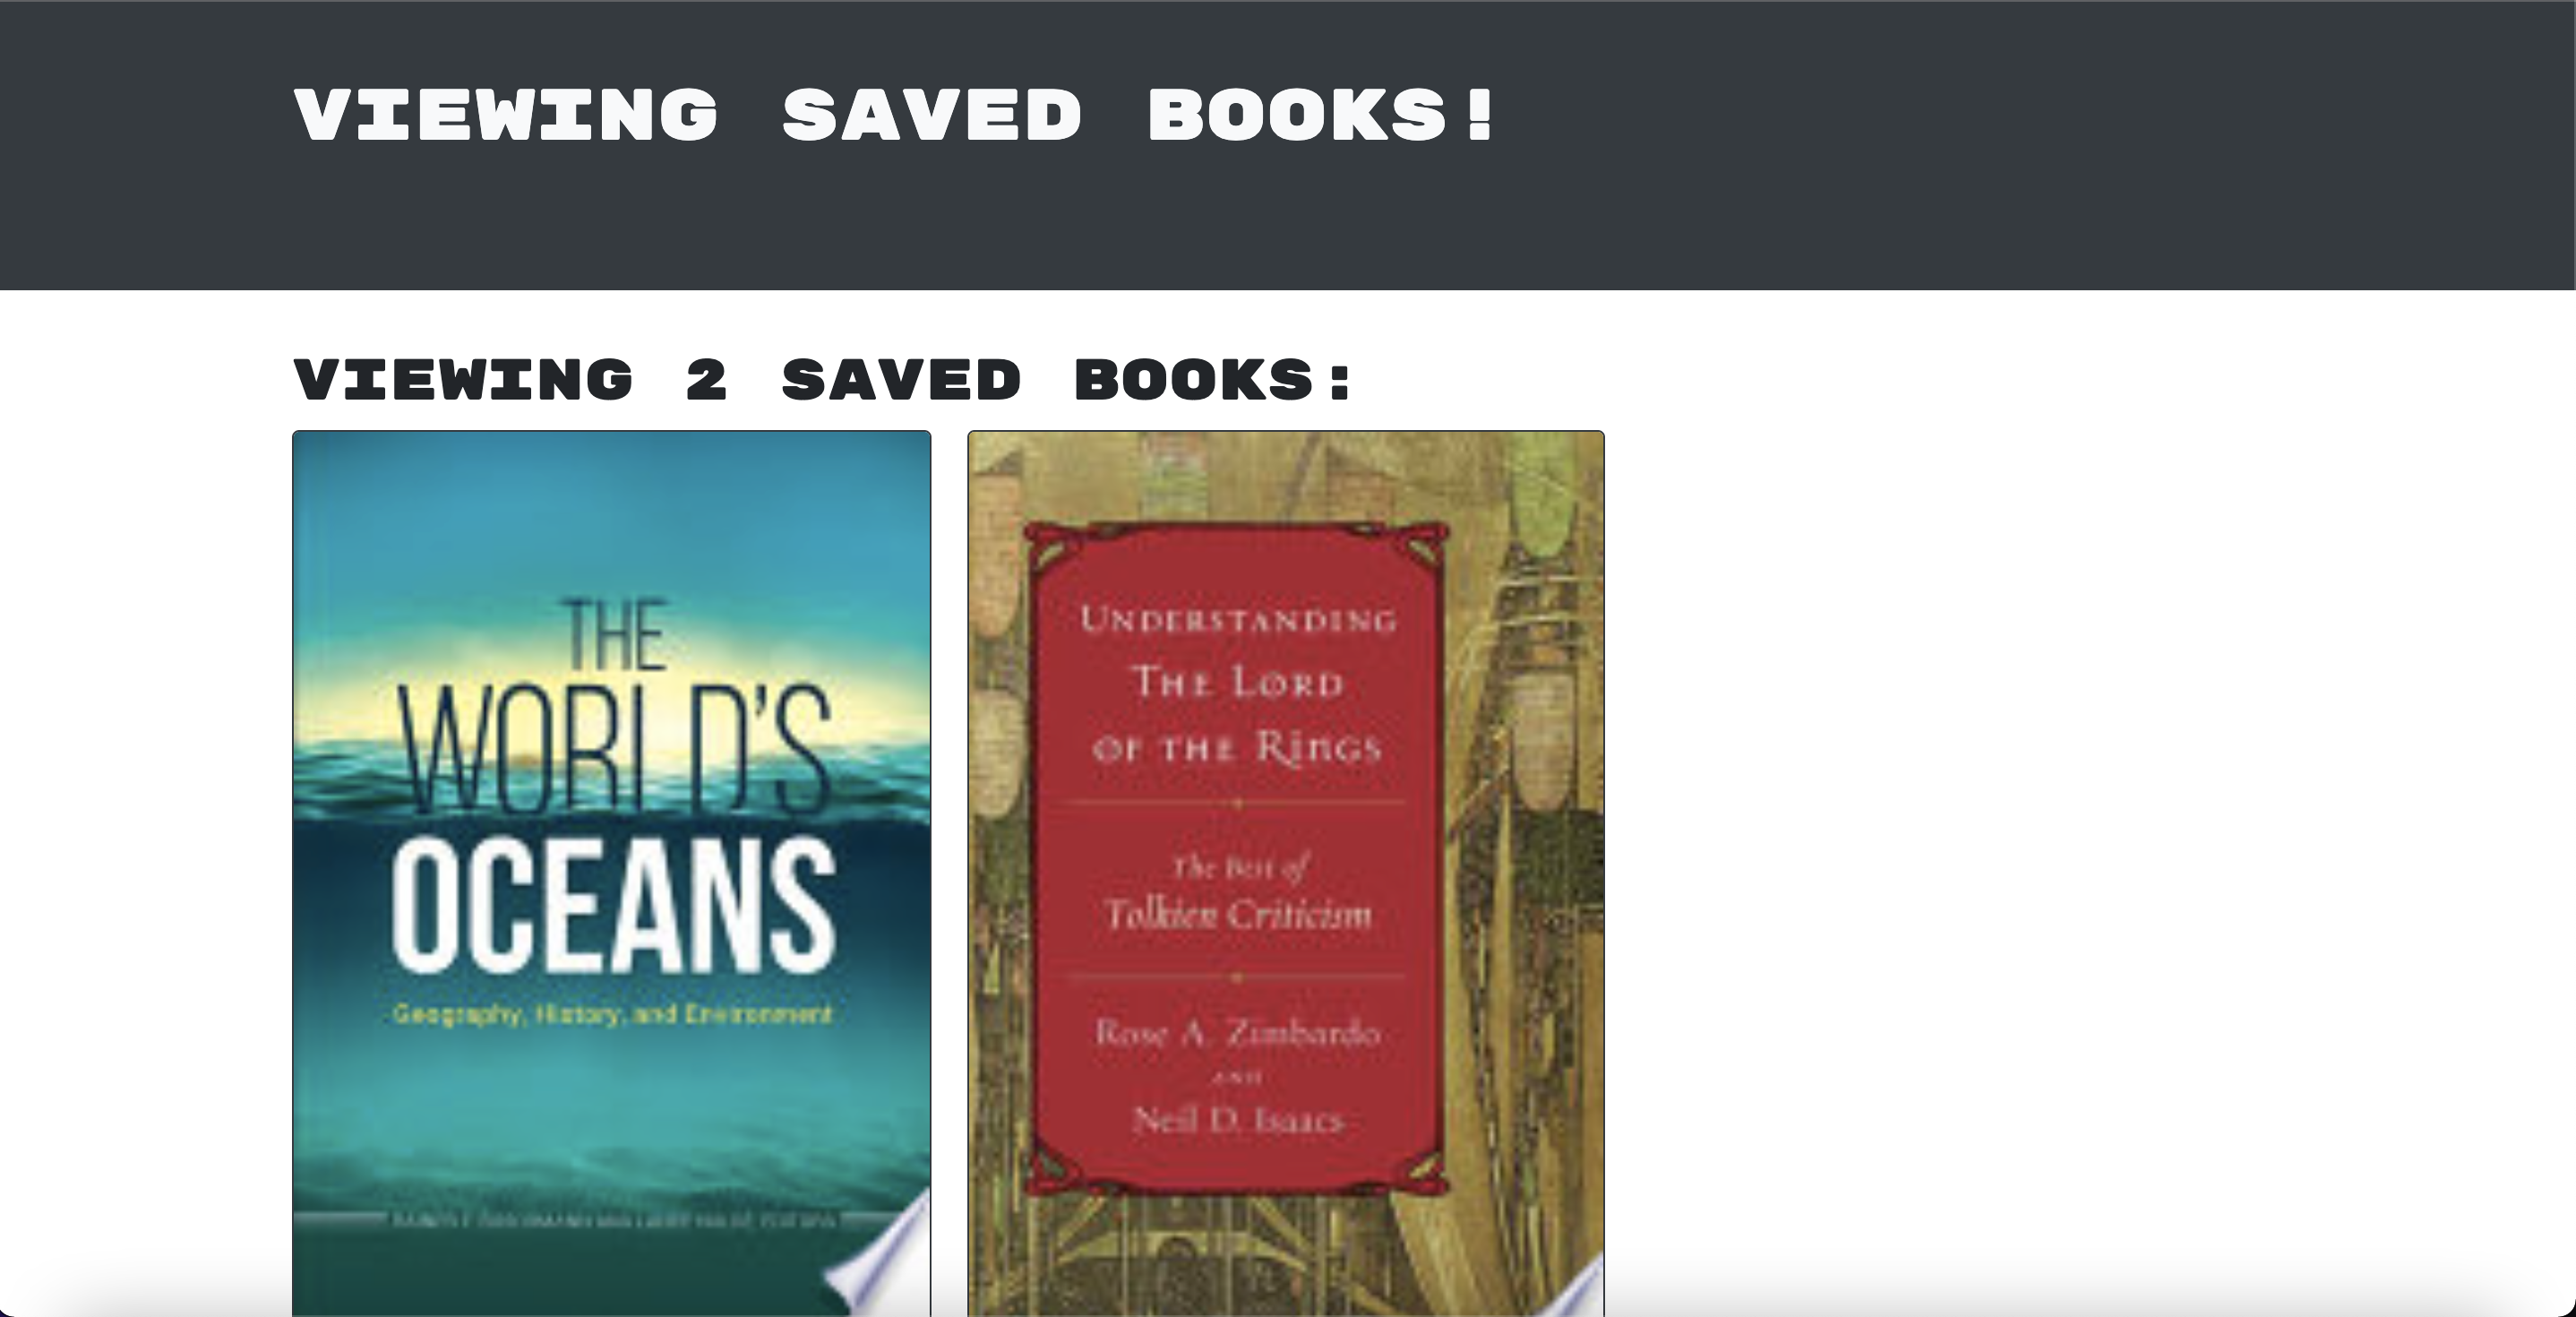 VIEWING SAVED BOOKS!
VIEWING 2 SAVED BOOKS:
THE
WORLD'S
OCEANS
Geography, History, and Environment
UNDERSTANDING
THE LORD
OF THE RINGS
The Best of
Tolkien Criticism
Rose A. Zimbardo
AND
Neil D. Isaacs